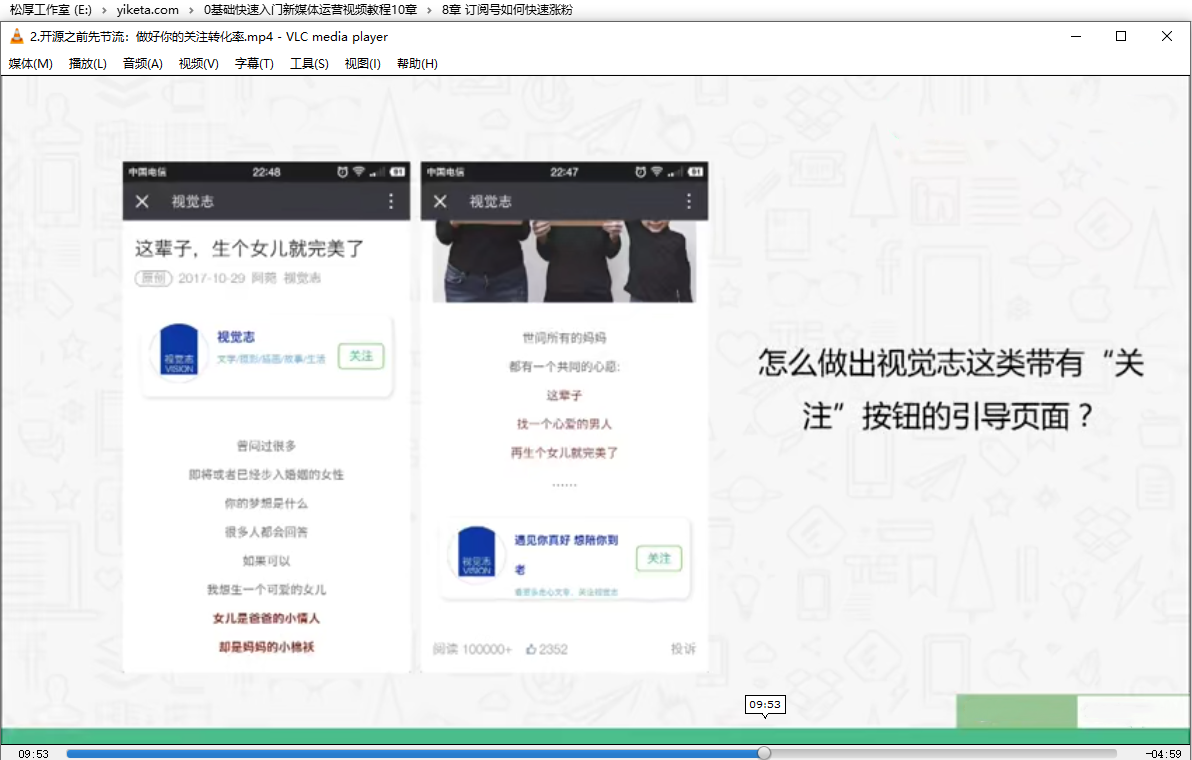 松厚工作室 (E:) › yiketa.com › 0基础快速入门新媒体运营视频教程10章 › 8章 订阅号如何快速涨粉
2.开源之前先节流：做好你的关注转化率.mp4 - VLC media player
媒体(M) 播放(L) 音频(A) 视频(V) 字幕(T) 工具(S) 视图(I) 帮助(H)
中国电信 22:48 91
视觉志
这辈子，生个女儿就完美了
原创 2017-10-29 阿苑 视觉志
视觉志
VISION
视觉志
文字/摄影/插画/故事/生活
关注
曾问过很多
即将或者已经步入婚姻的女性
你的梦想是什么
很多人都会回答
如果可以
我想生一个可爱的女儿
女儿是爸爸的小情人
却是妈妈的小棉袄
中国电信 22:47 91
视觉志
世间所有的妈妈
都有一个共同的心愿:
这辈子
找一个心爱的男人
再生个女儿就完美了
······
视觉志
VISION
遇见你真好 想陪你到
老
看更多走心文章，关注视觉志
关注
阅读 100000+ 2352 投诉
怎么做出视觉志这类带有“关
注”按钮的引导页面？
09:53
09:53 -04:59